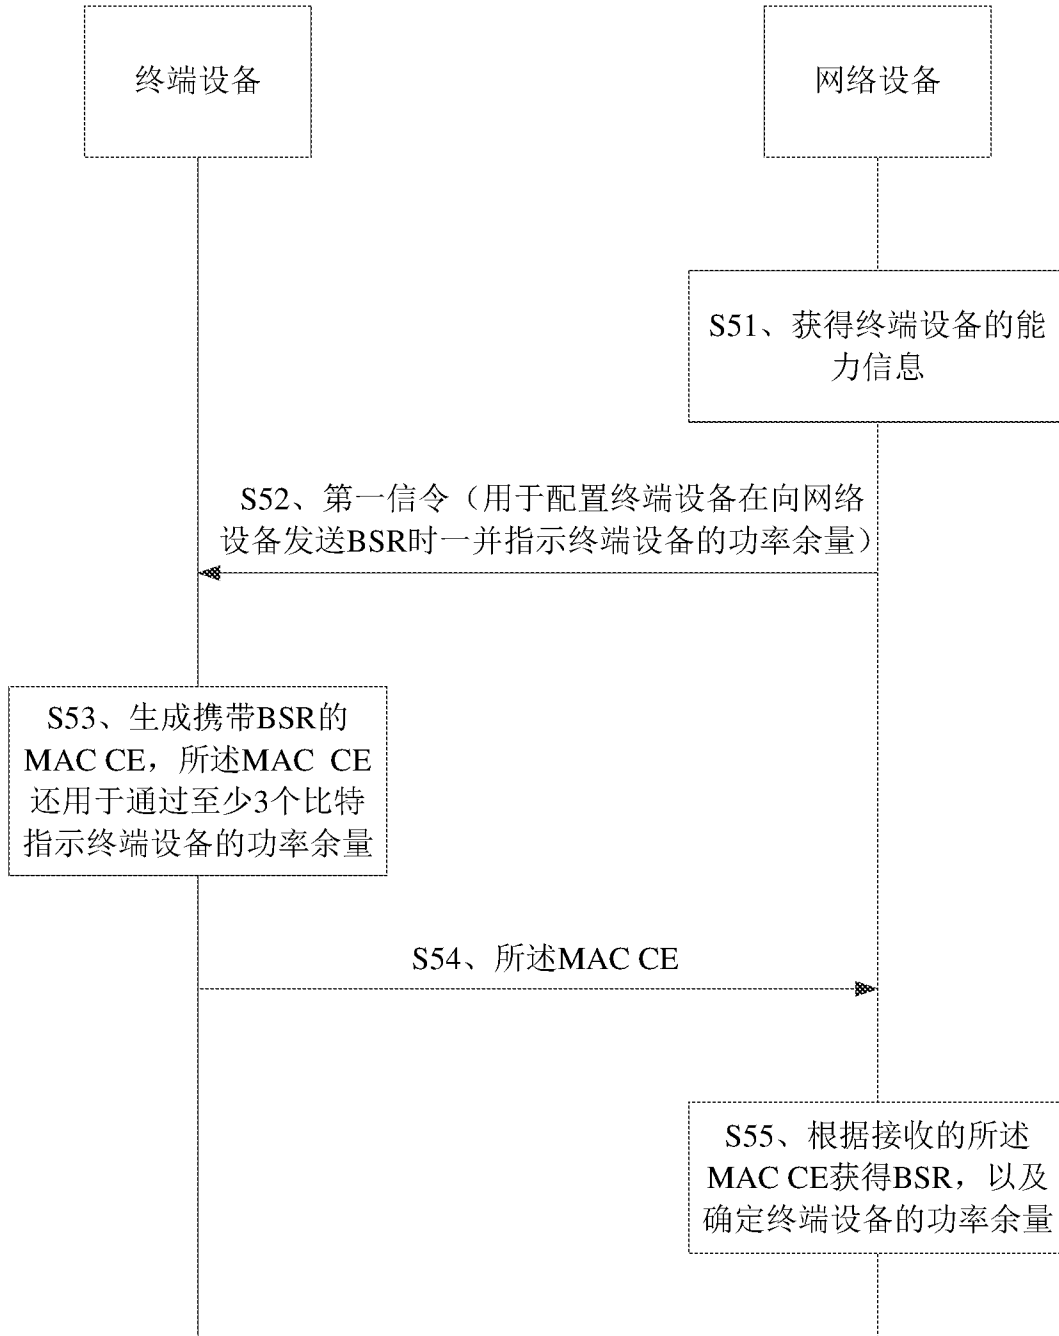 终端设备
网络设备
S51、获得终端设备的能
力信息
S52、第一信令（用于配置终端设备在向网络
设备发送BSR时一并指示终端设备的功率余量）
S53、生成携带BSR的
MAC CE，所述MAC  CE
还用于通过至少3个比特
指示终端设备的功率余量
S54、所述MAC CE
S55、根据接收的所述
MAC CE获得BSR，以及
确定终端设备的功率余量